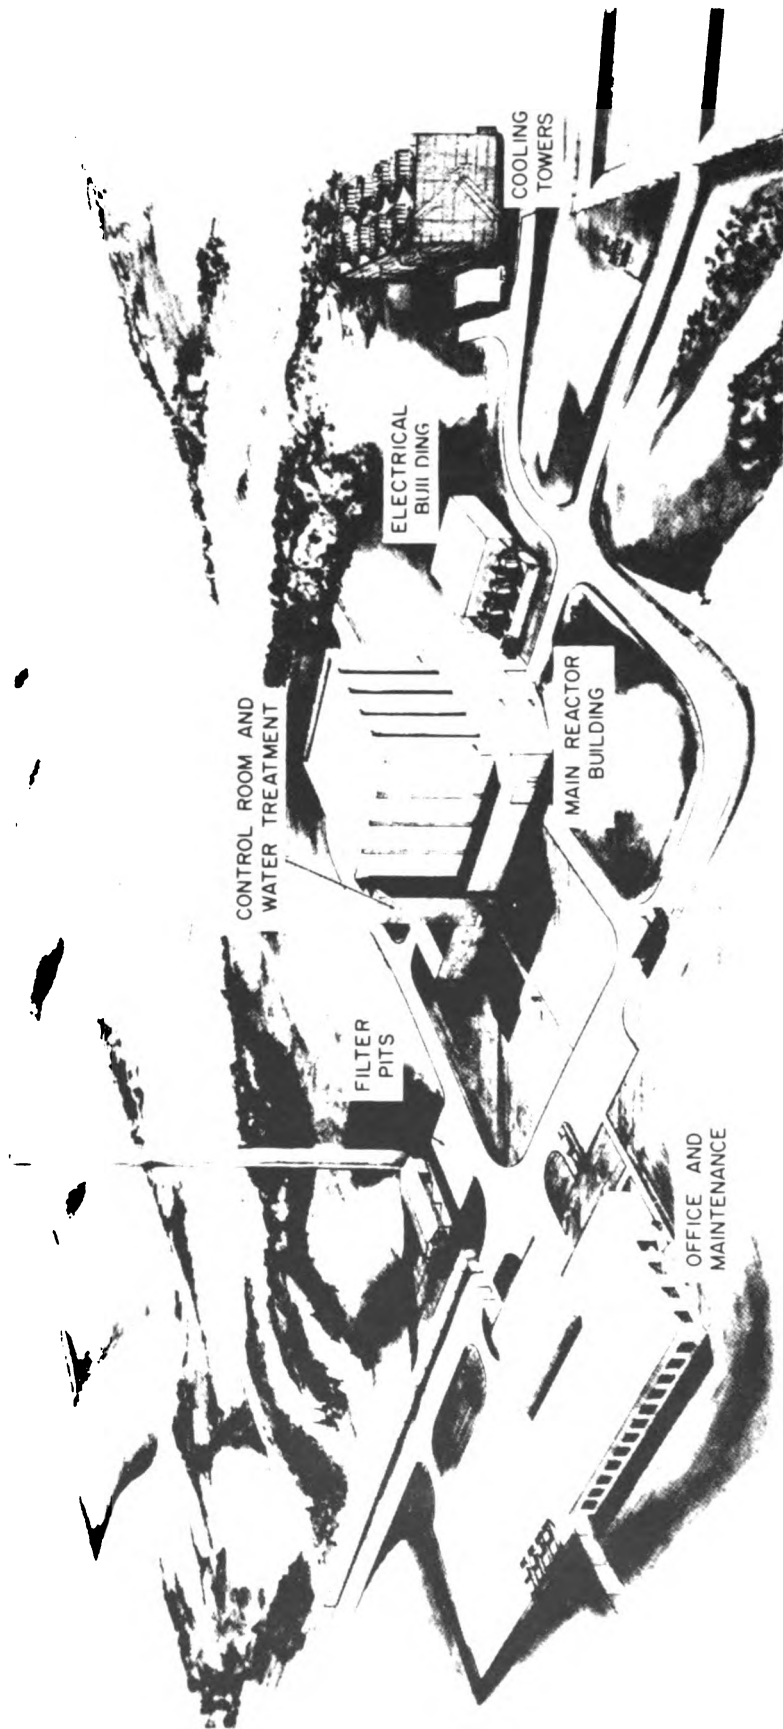 FILTER
PITS
CONTROL ROOM AND
WATER TREATMENT
ELECTRICAL
BUILDING
COOLING
TOWERS
MAIN REACTOR
BUILDING
OFFICE AND
MAINTENANCE